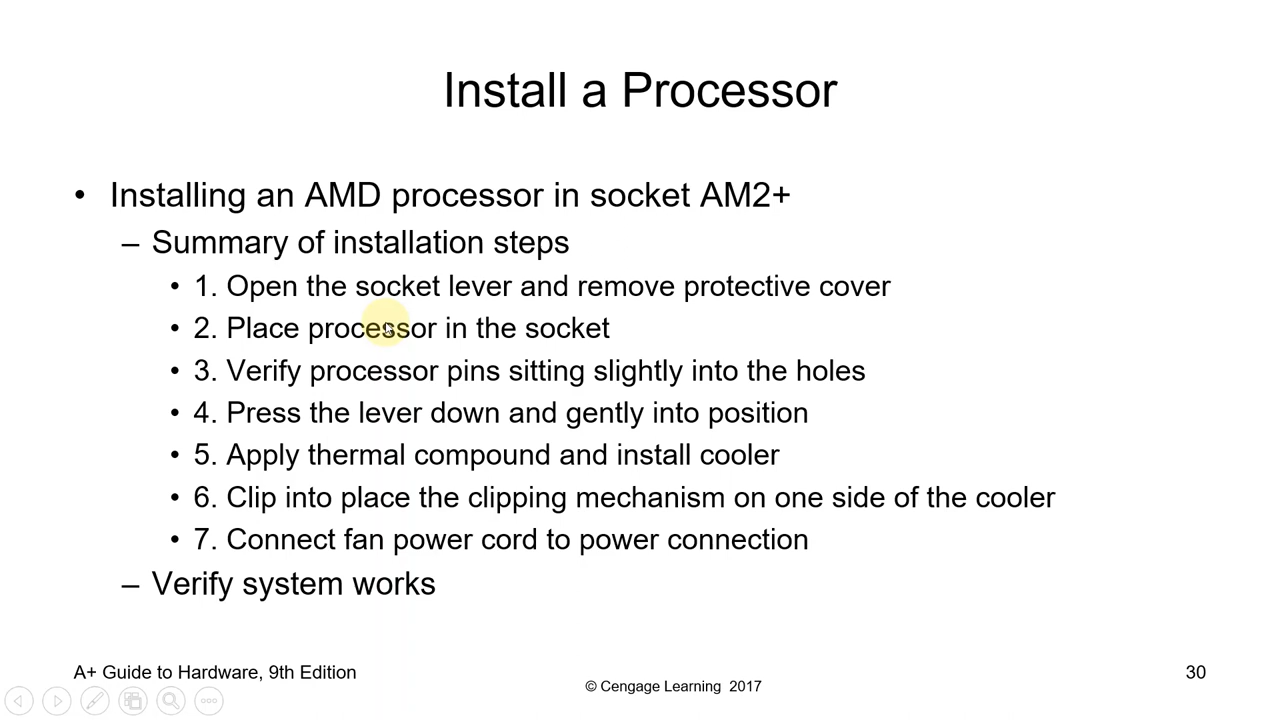 Install a Processor
• Installing an AMD processor in socket AM2+
– Summary of installation steps
• 1. Open the socket lever and remove protective cover
• 2. Place processor in the socket
• 3. Verify processor pins sitting slightly into the holes
• 4. Press the lever down and gently into position
• 5. Apply thermal compound and install cooler
• 6. Clip into place the clipping mechanism on one side of the cooler
• 7. Connect fan power cord to power connection
– Verify system works
A+ Guide to Hardware, 9th Edition
© Cengage Learning 2017
30